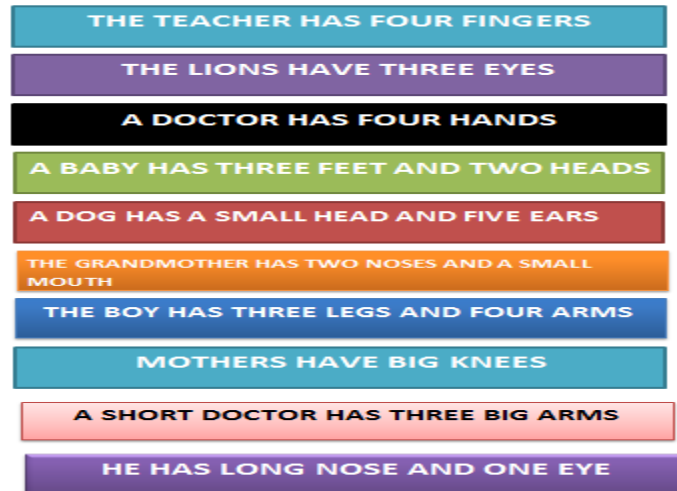 THE TEACHER HAS FOUR FINGERS
THE LIONS HAVE THREE EYES
A DOCTOR HAS FOUR HANDS
A BABY HAS THREE FEET AND TWO HEADS
A DOG HAS A SMALL HEAD AND FIVE EARS
THE GRANDMOTHER HAS TWO NOSES AND A SMALL
MOUTH
THE BOY HAS THREE LEGS AND FOUR ARMS
MOTHERS HAVE BIG KNEES
A SHORT DOCTOR HAS THREE BIG ARMS
HE HAS LONG NOSE AND ONE EYE